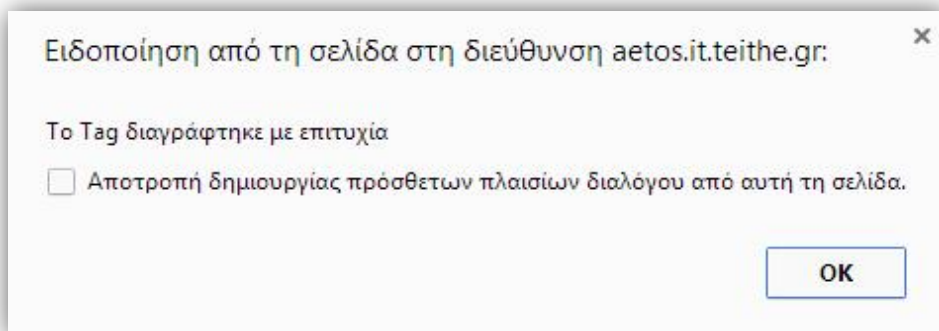 Ειδοποίηση από τη σελίδα στη διεύθυνση aetos.it.teithe.gr:
Το Tag διαγράφτηκε με επιτυχία
Αποτροπή δημιουργίας πρόσθετων πλαισίων διαλόγου από αυτή τη σελίδα.
OK